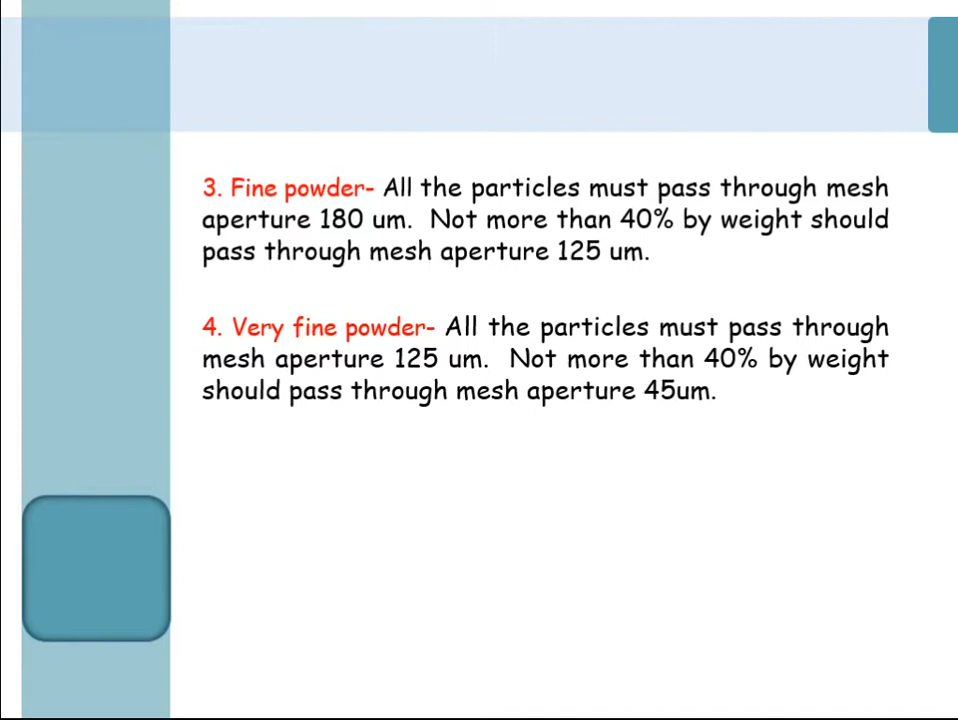 3. Fine powder- All the particles must pass through mesh
aperture 180 um. Not more than 40% by weight should
pass through mesh aperture 125 um.
4. Very fine powder- All the particles must pass through
mesh aperture 125 um. Not more than 40% by weight
should pass through mesh aperture 45um.